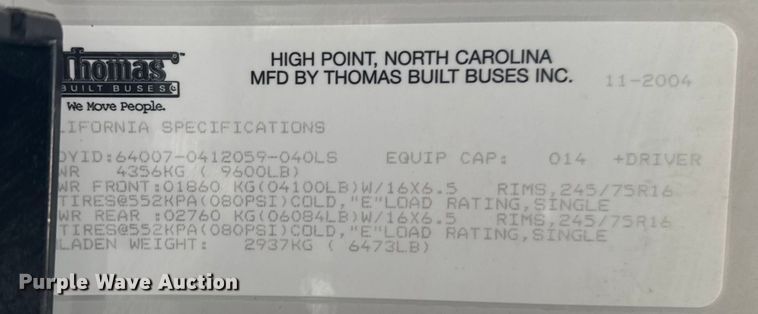 Thomas
BUILT BUSES
We Move People.
HIGH POINT, NORTH CAROLINA
MFD BY THOMAS BUILT BUSES INC.
11-2004
LIFORNIA SPECIFICATIONS
DYID:64007-0412059-040LS EQUIP CAP: 014 +DRIVER
WR 4356KG ( 9600LB)
WR FRONT:01860 KG(04100LB)W/16X6.5 RIMS,245/75R16
TIRES@552KPA(080PSI)COLD,"E"LOAD RATING,SINGLE
WR REAR :02760 KG(06084LB)W/16X6.5 RIMS,245/75R16
TIRES@552KPA(080PSI)COLD,"E"LOAD RATING,SINGLE
LADEN WEIGHT: 2937KG ( 6473LB)
Purple Wave Auction